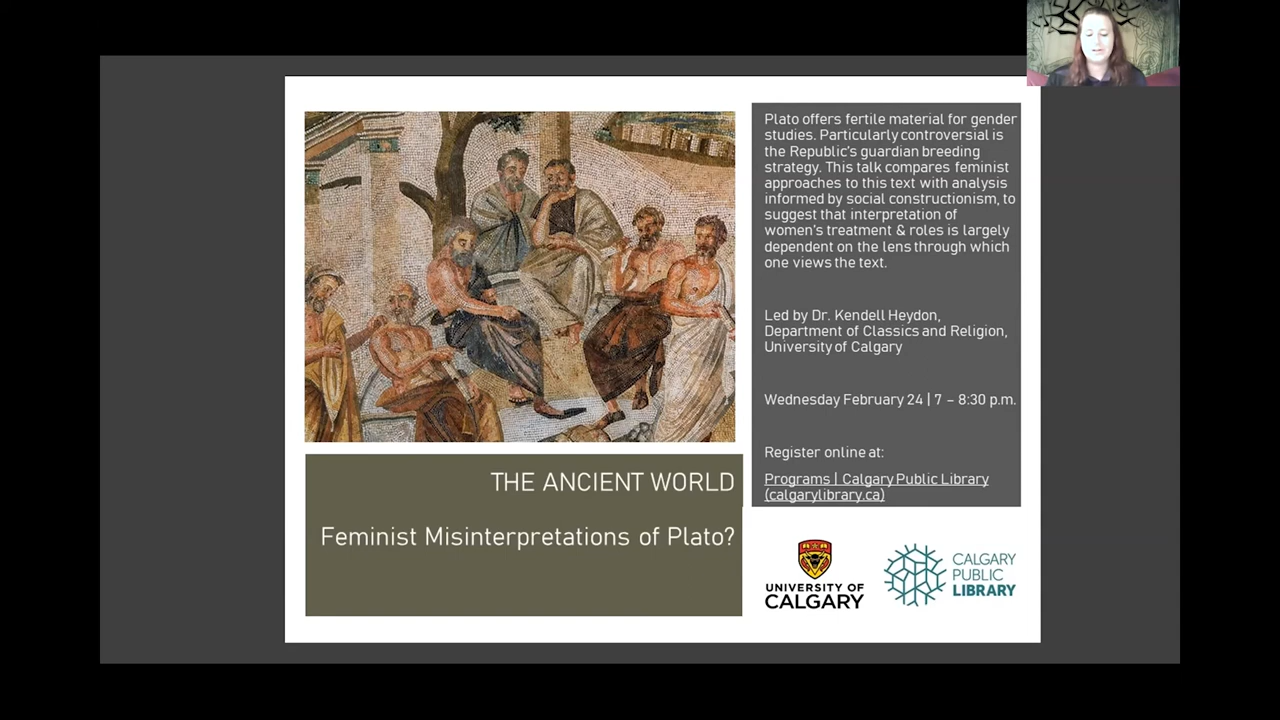 Plato offers fertile material for gender
studies. Particularly controversial is
the Republic's guardian breeding
strategy. This talk compares feminist
approaches to this text with analysis
informed by social constructionism, to
suggest that interpretation of
women's treatment & roles is largely
dependent on the lens through which
one views the text.
Led by Dr. Kendell Heydon,
Department of Classics and Religion,
University of Calgary
Wednesday February 24 | 7 – 8:30 p.m.
Register online at:
Programs | Calgary Public Library
(calgarylibrary.ca)
THE ANCIENT WORLD
Feminist Misinterpretations of Plato?
UNIVERSITY OF
CALGARY
CALGARY
PUBLIC
LIBRARY